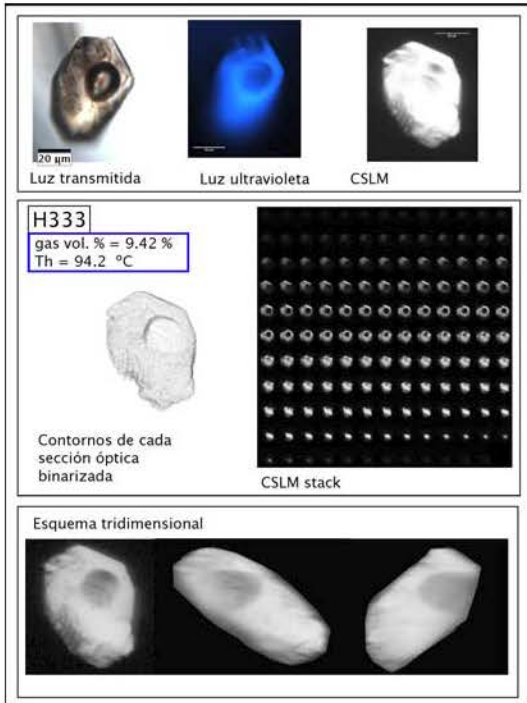 20 µm
Luz transmitida
Luz ultravioleta
CSLM
H333
gas vol. % = 9.42 %
Th = 94.2 ºC
Contornos de cada
sección óptica
binarizada
CSLM stack
Esquema tridimensional